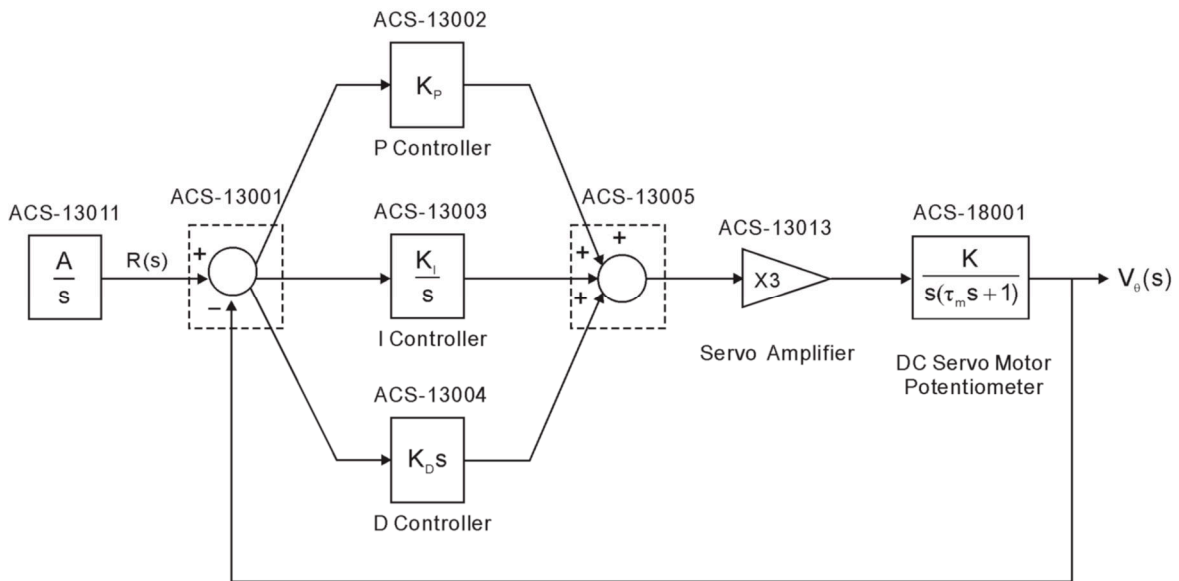 ACS-13002
K_P
P Controller
ACS-13001
ACS-13005
ACS-13011
A
s
R(s)
+
−
ACS-13003
K_I
s
I Controller
+
+
+
ACS-13013
X3
Servo Amplifier
ACS-18001
K
s(τ_m s+1)
DC Servo Motor
Potentiometer
V_θ(s)
ACS-13004
K_D s
D Controller